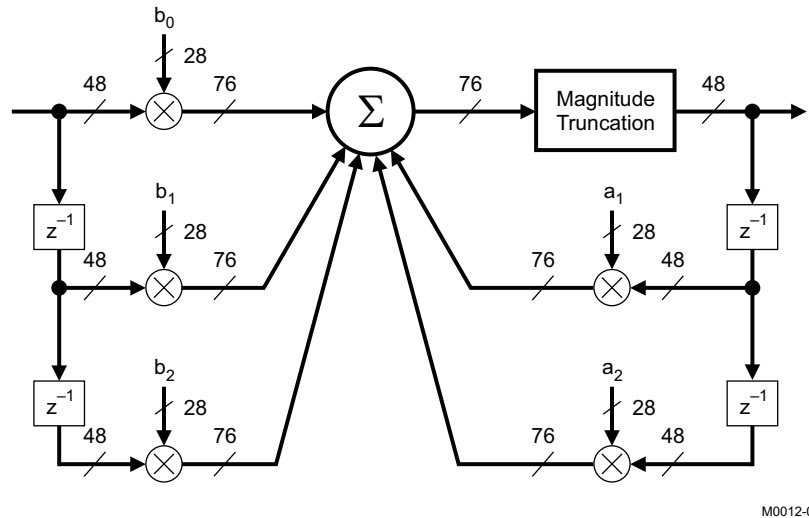 b0
28
48
76
Σ
76
Magnitude
Truncation
48
b1
28
a1
28
z–1
48
76
76
48
z–1
b2
28
a2
28
z–1
48
76
76
48
z–1
M0012-0